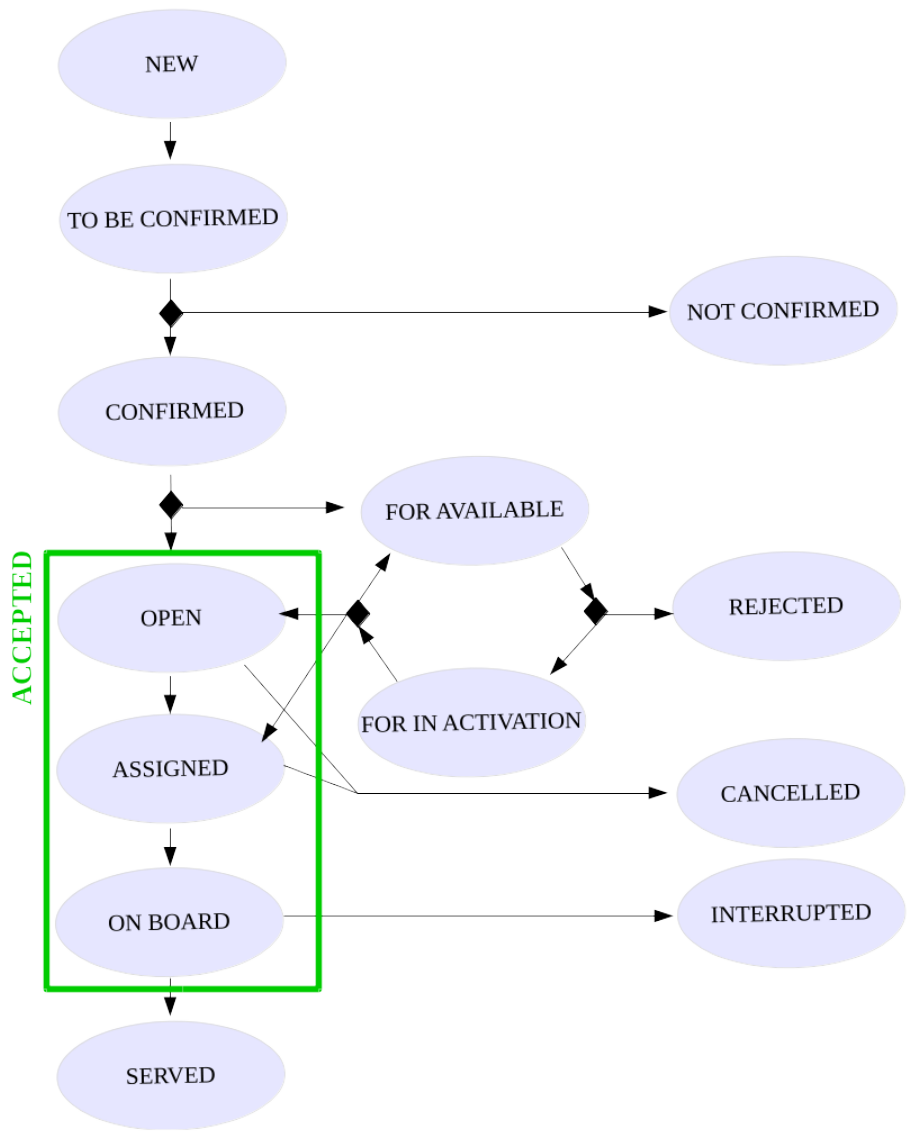 NEW
TO BE CONFIRMED
NOT CONFIRMED
CONFIRMED
FOR AVAILABLE
ACCEPTED
OPEN
REJECTED
FOR IN ACTIVATION
ASSIGNED
CANCELLED
ON BOARD
INTERRUPTED
SERVED